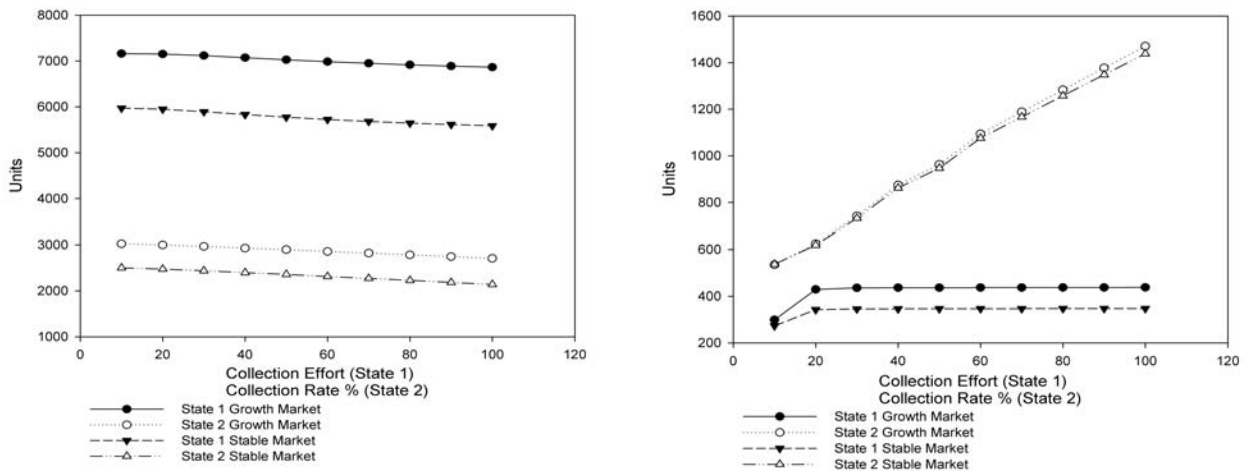 8000
7000
6000
5000
4000
3000
2000
1000
Units
0 20 40 60 80 100 120
Collection Effort (State 1)
Collection Rate % (State 2)
State 1 Growth Market
State 2 Growth Market
State 1 Stable Market
State 2 Stable Market
1600
1400
1200
1000
800
600
400
200
Units
0 20 40 60 80 100 120
Collection Effort (State 1)
Collection Rate % (State 2)
State 1 Growth Market
State 2 Growth Market
State 1 Stable Market
State 2 Stable Market